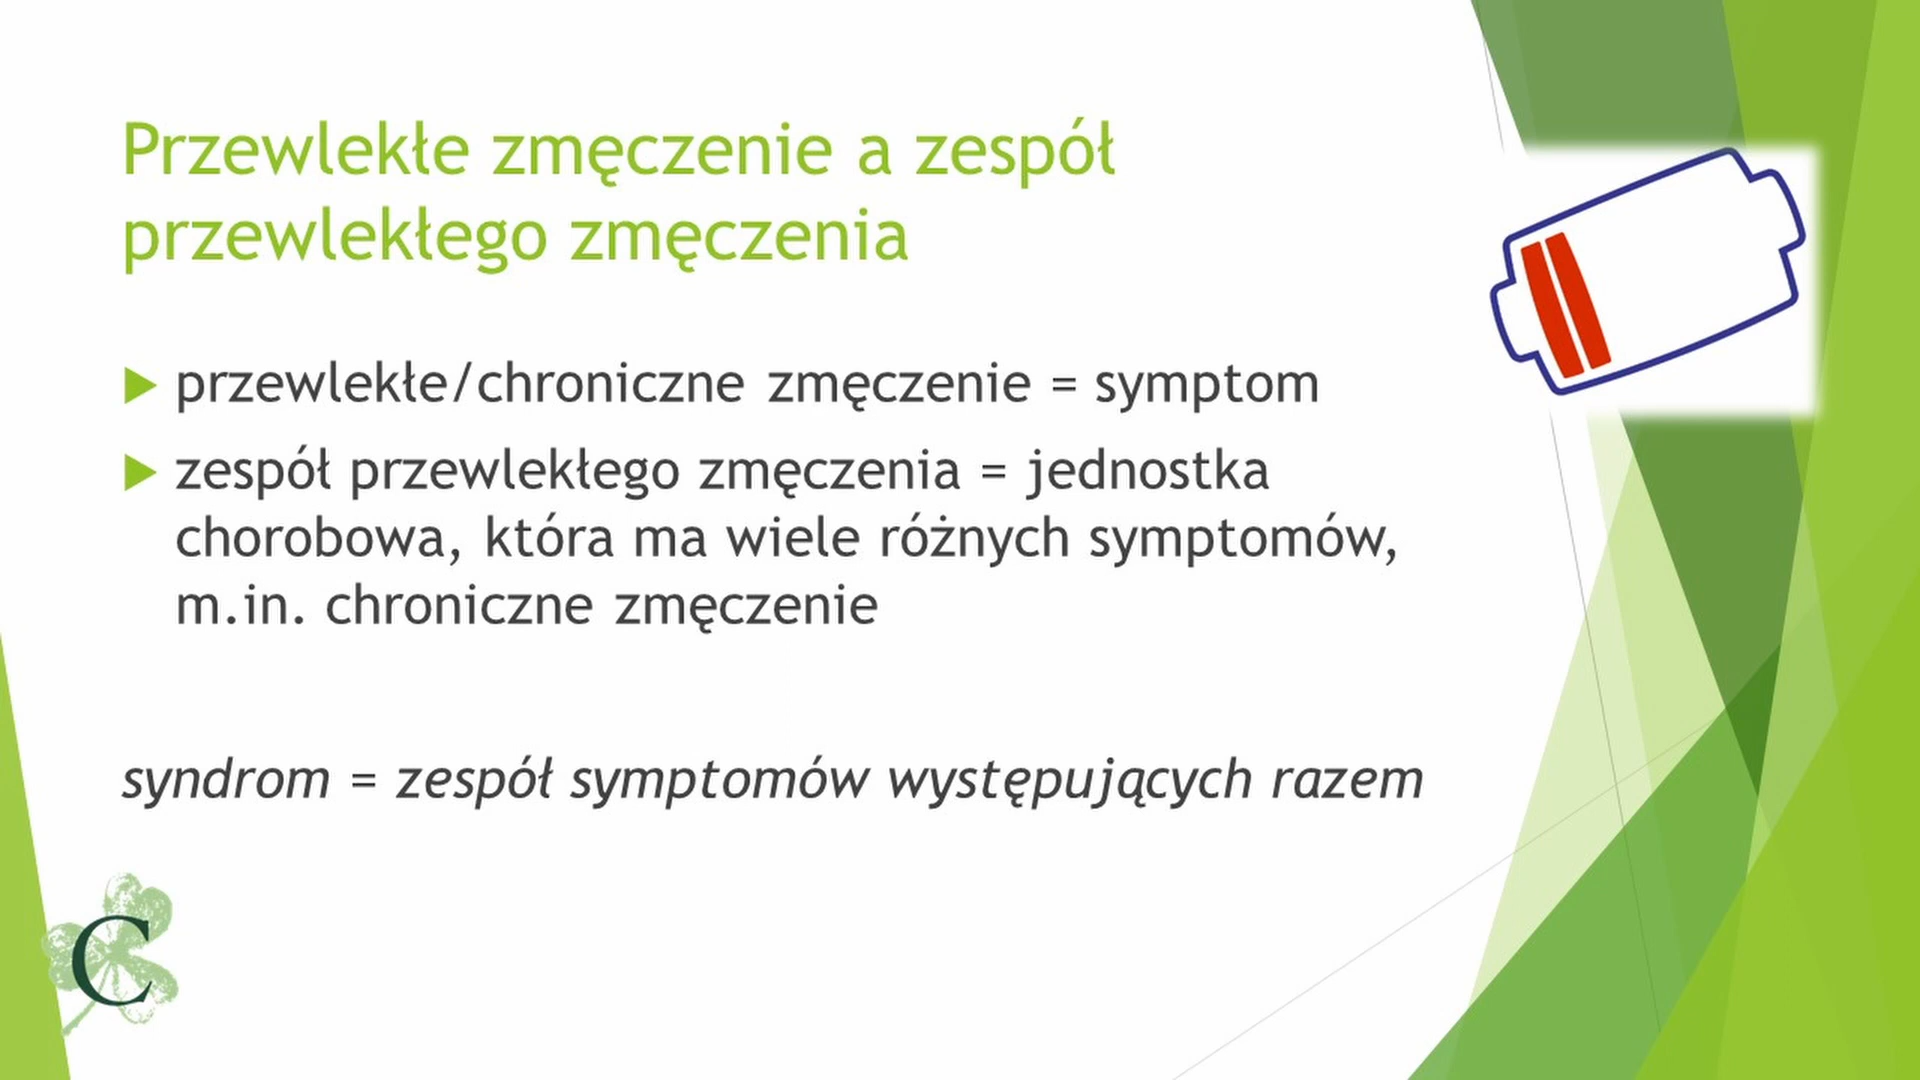 Przewlekłe zmęczenie a zespół
przewlekłego zmęczenia
przewlekłe/chroniczne zmęczenie = symptom
zespół przewlekłego zmęczenia = jednostka
chorobowa, która ma wiele różnych symptomów,
m.in. chroniczne zmęczenie
syndrom = zespół symptomów występujących razem
C